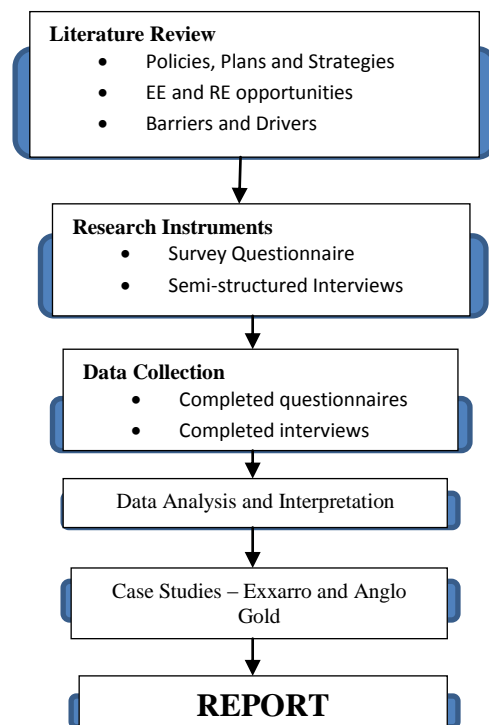 Literature Review
• Policies, Plans and Strategies
• EE and RE opportunities
• Barriers and Drivers
Research Instruments
• Survey Questionnaire
• Semi-structured Interviews
Data Collection
• Completed questionnaires
• Completed interviews
Data Analysis and Interpretation
Case Studies – Exxarro and Anglo
Gold
REPORT